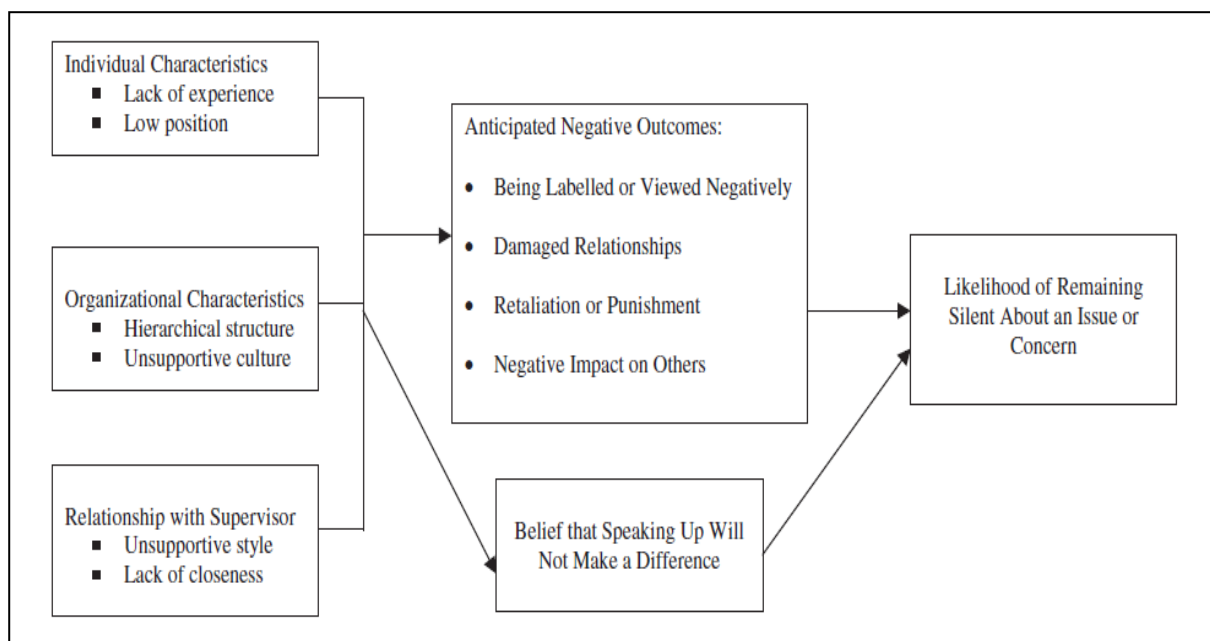 Individual Characteristics
▪ Lack of experience
▪ Low position
Organizational Characteristics
▪ Hierarchical structure
▪ Unsupportive culture
Relationship with Supervisor
▪ Unsupportive style
▪ Lack of closeness
Anticipated Negative Outcomes:
• Being Labelled or Viewed Negatively
• Damaged Relationships
• Retaliation or Punishment
• Negative Impact on Others
Belief that Speaking Up Will
Not Make a Difference
Likelihood of Remaining
Silent About an Issue or
Concern